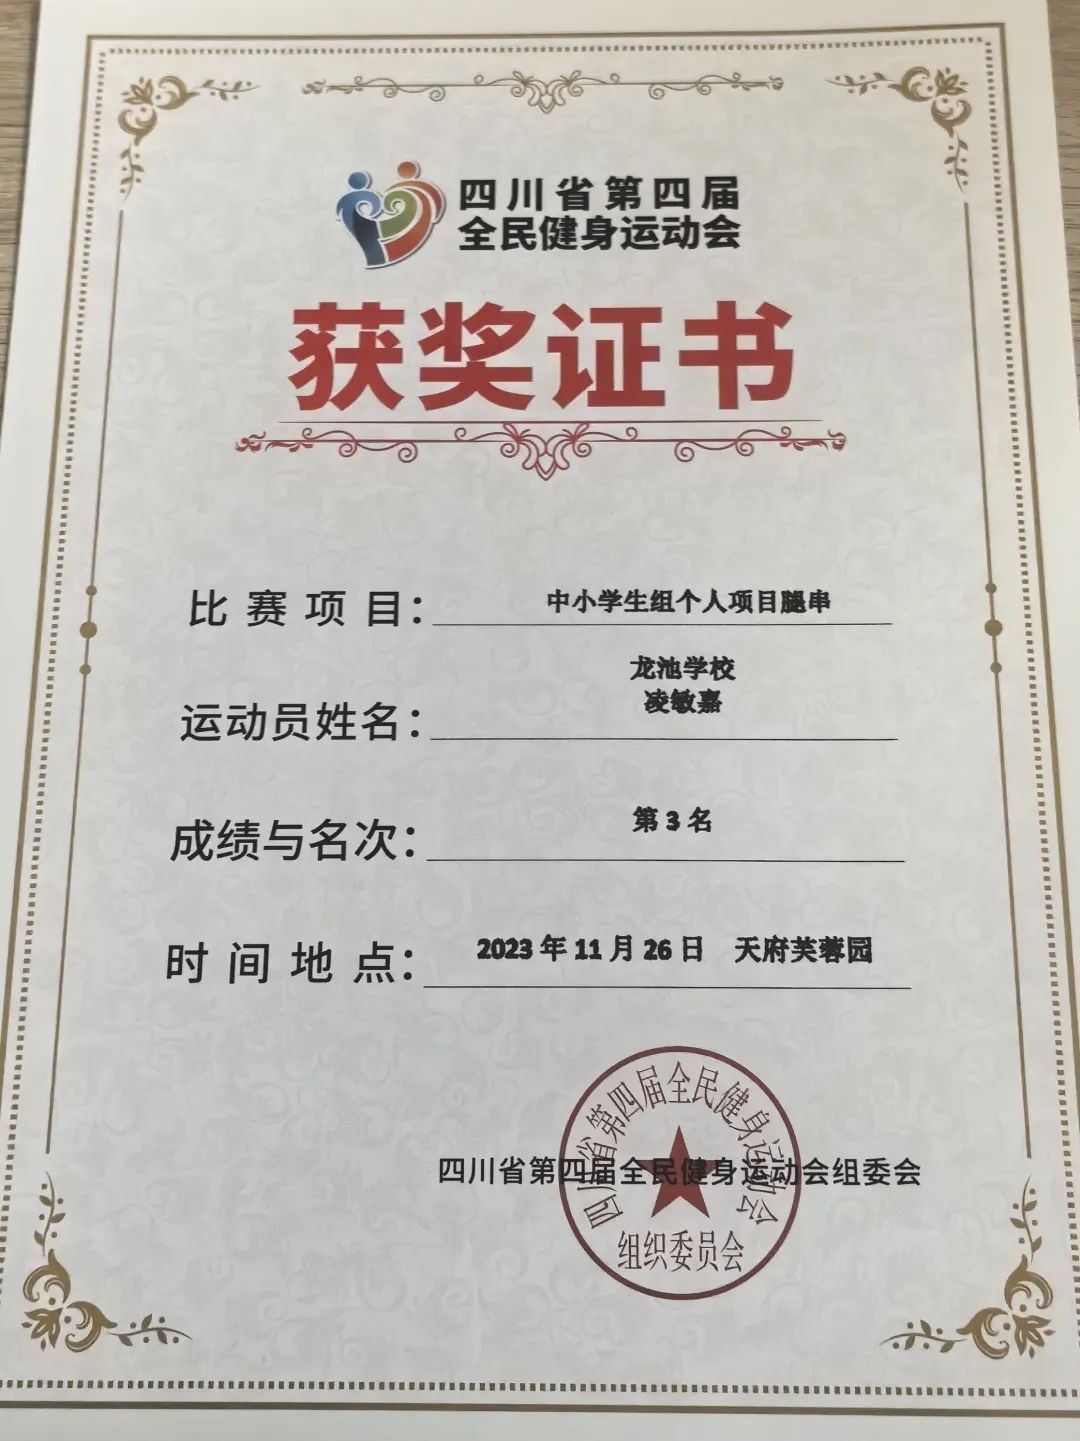 四川省第四届
全民健身运动会
获奖证书
比赛项目：中小学生组个人项目腿串
龙池学校
运动员姓名：凌敏嘉
成绩与名次：第3名
时间地点：2023年11月26日 天府芙蓉园
四川省第四届全民健身运动会组委会
四川省第四届全民健身运动会
组织委员会